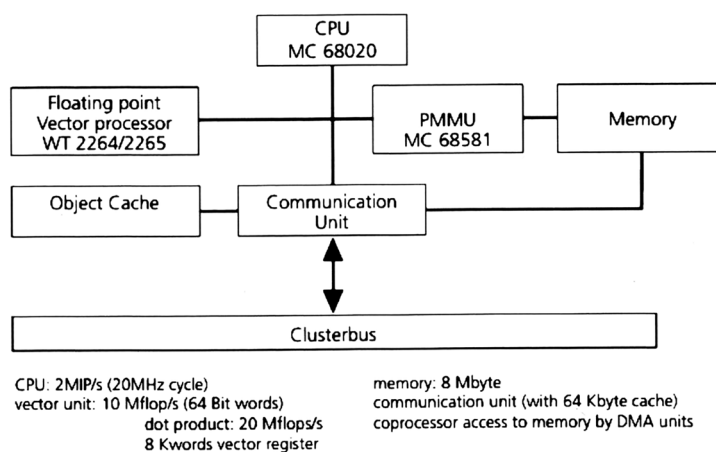 CPU
MC 68020
Floating point
Vector processor
WT 2264/2265
PMMU
MC 68581
Memory
Object Cache
Communication
Unit
Clusterbus
CPU: 2MIP/s (20MHz cycle)
vector unit: 10 Mflop/s (64 Bit words)
dot product: 20 Mflops/s
8 Kwords vector register
memory: 8 Mbyte
communication unit (with 64 Kbyte cache)
coprocessor access to memory by DMA units